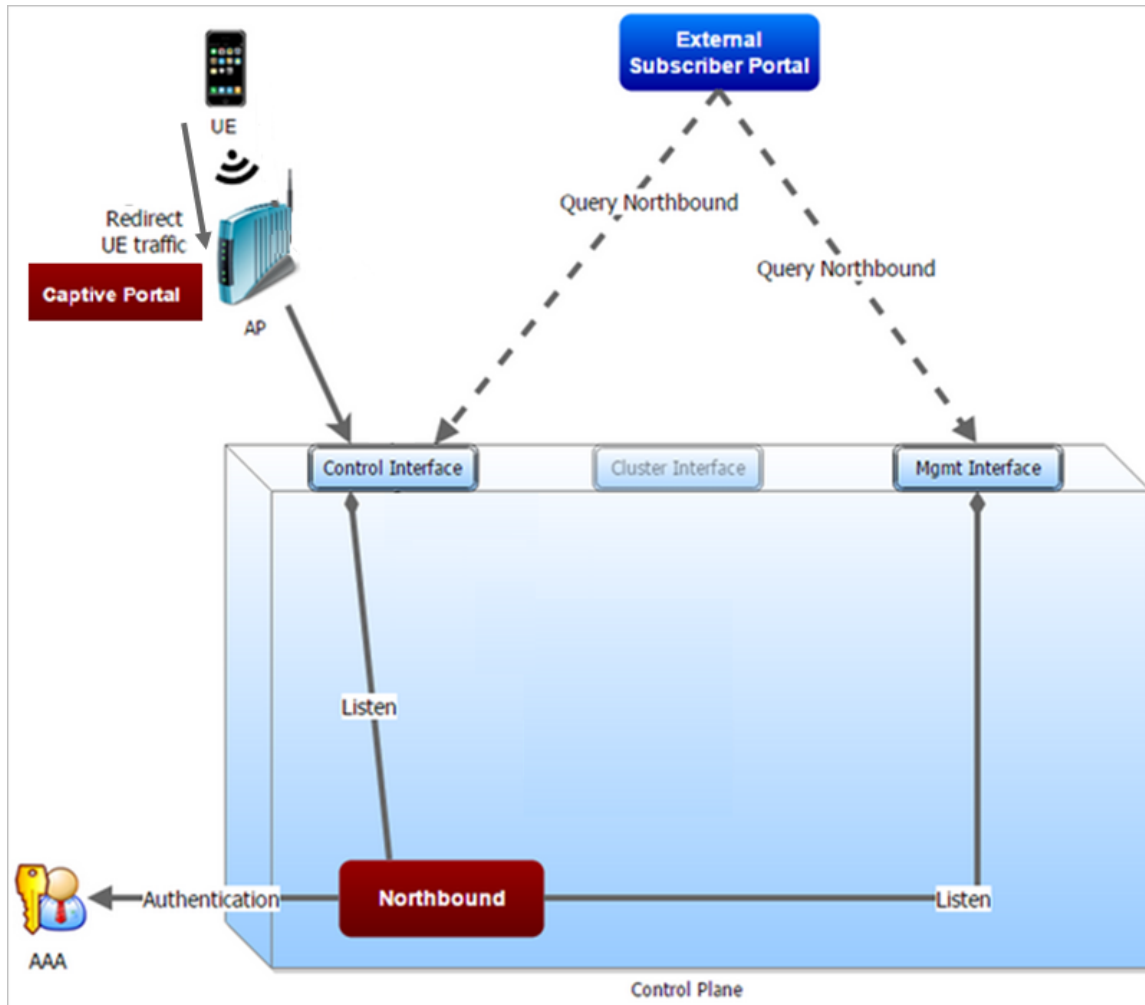 External
Subscriber Portal
UE
Redirect
UE traffic
Captive Portal
AP
Query Northbound
Query Northbound
Control Interface
Cluster Interface
Mgmt Interface
Listen
Authentication
Northbound
Listen
AAA
Control Plane